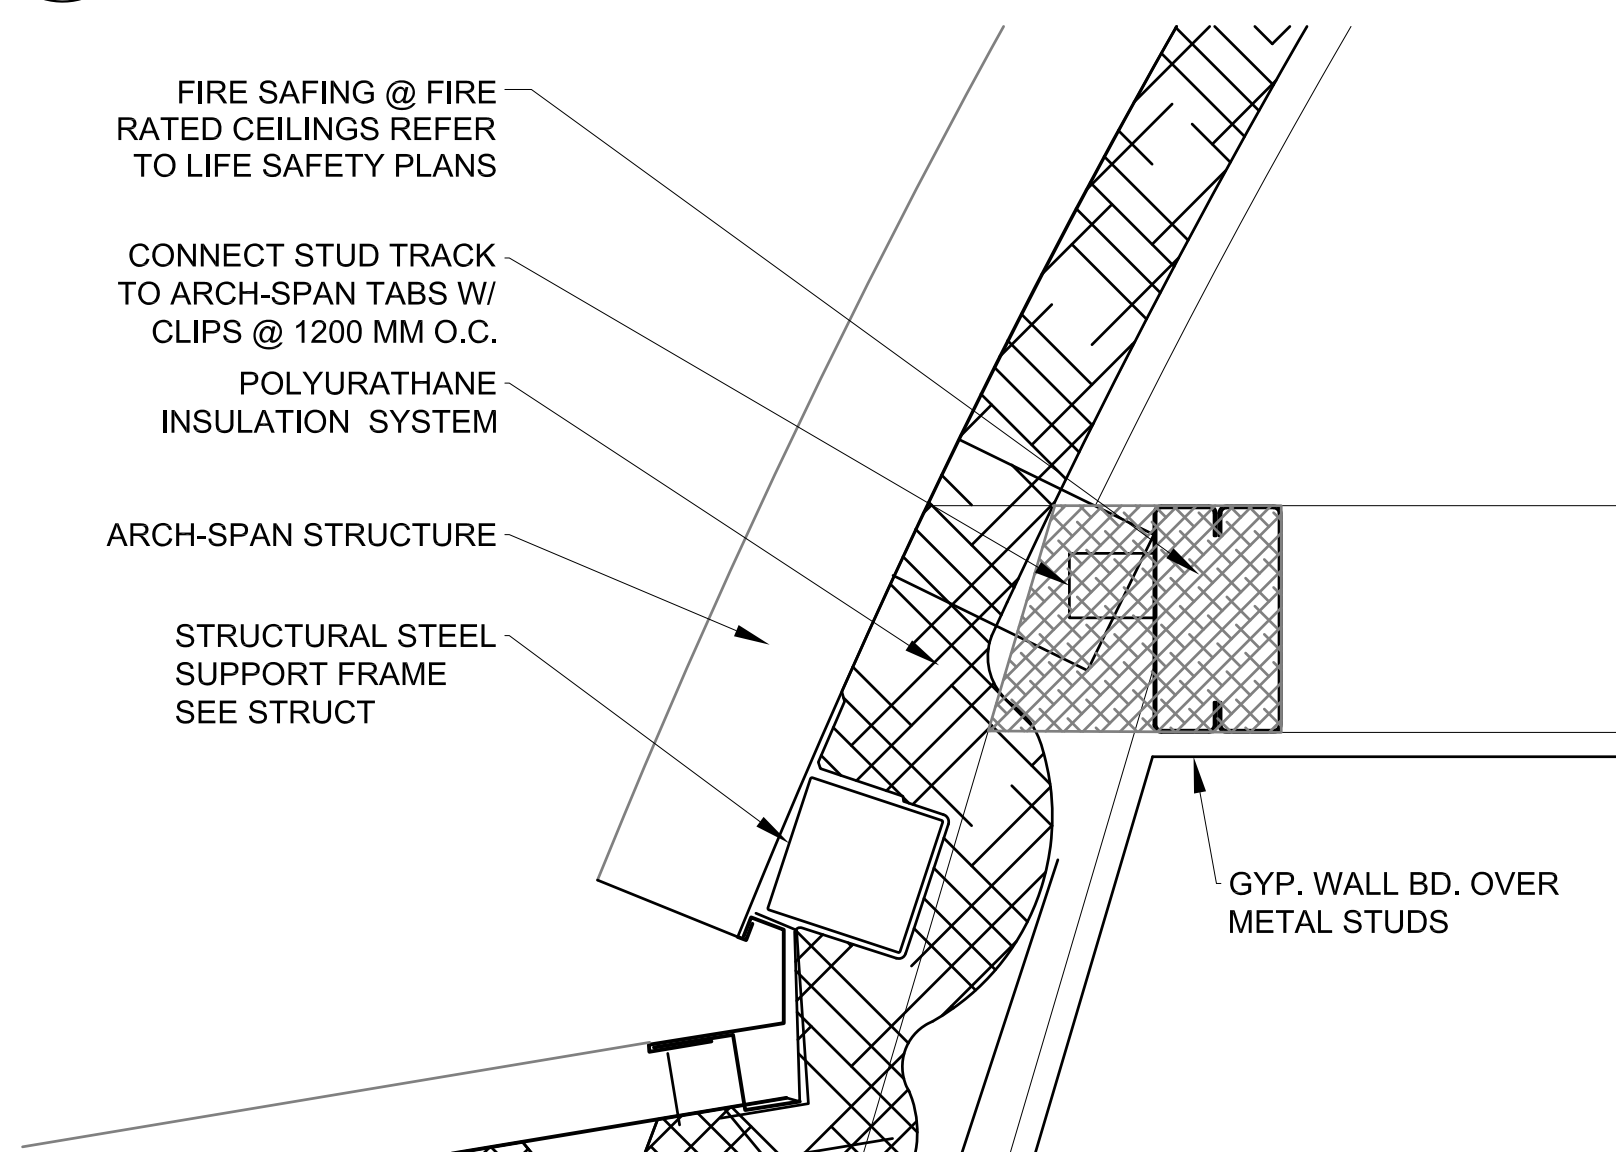 FIRE SAFING @ FIRE
RATED CEILINGS REFER
TO LIFE SAFETY PLANS
CONNECT STUD TRACK
TO ARCH-SPAN TABS W/
CLIPS @ 1200 MM O.C.
POLYURATHANE
INSULATION  SYSTEM
ARCH-SPAN STRUCTURE
STRUCTURAL STEEL
SUPPORT FRAME
SEE STRUCT
GYP. WALL BD. OVER
METAL STUDS